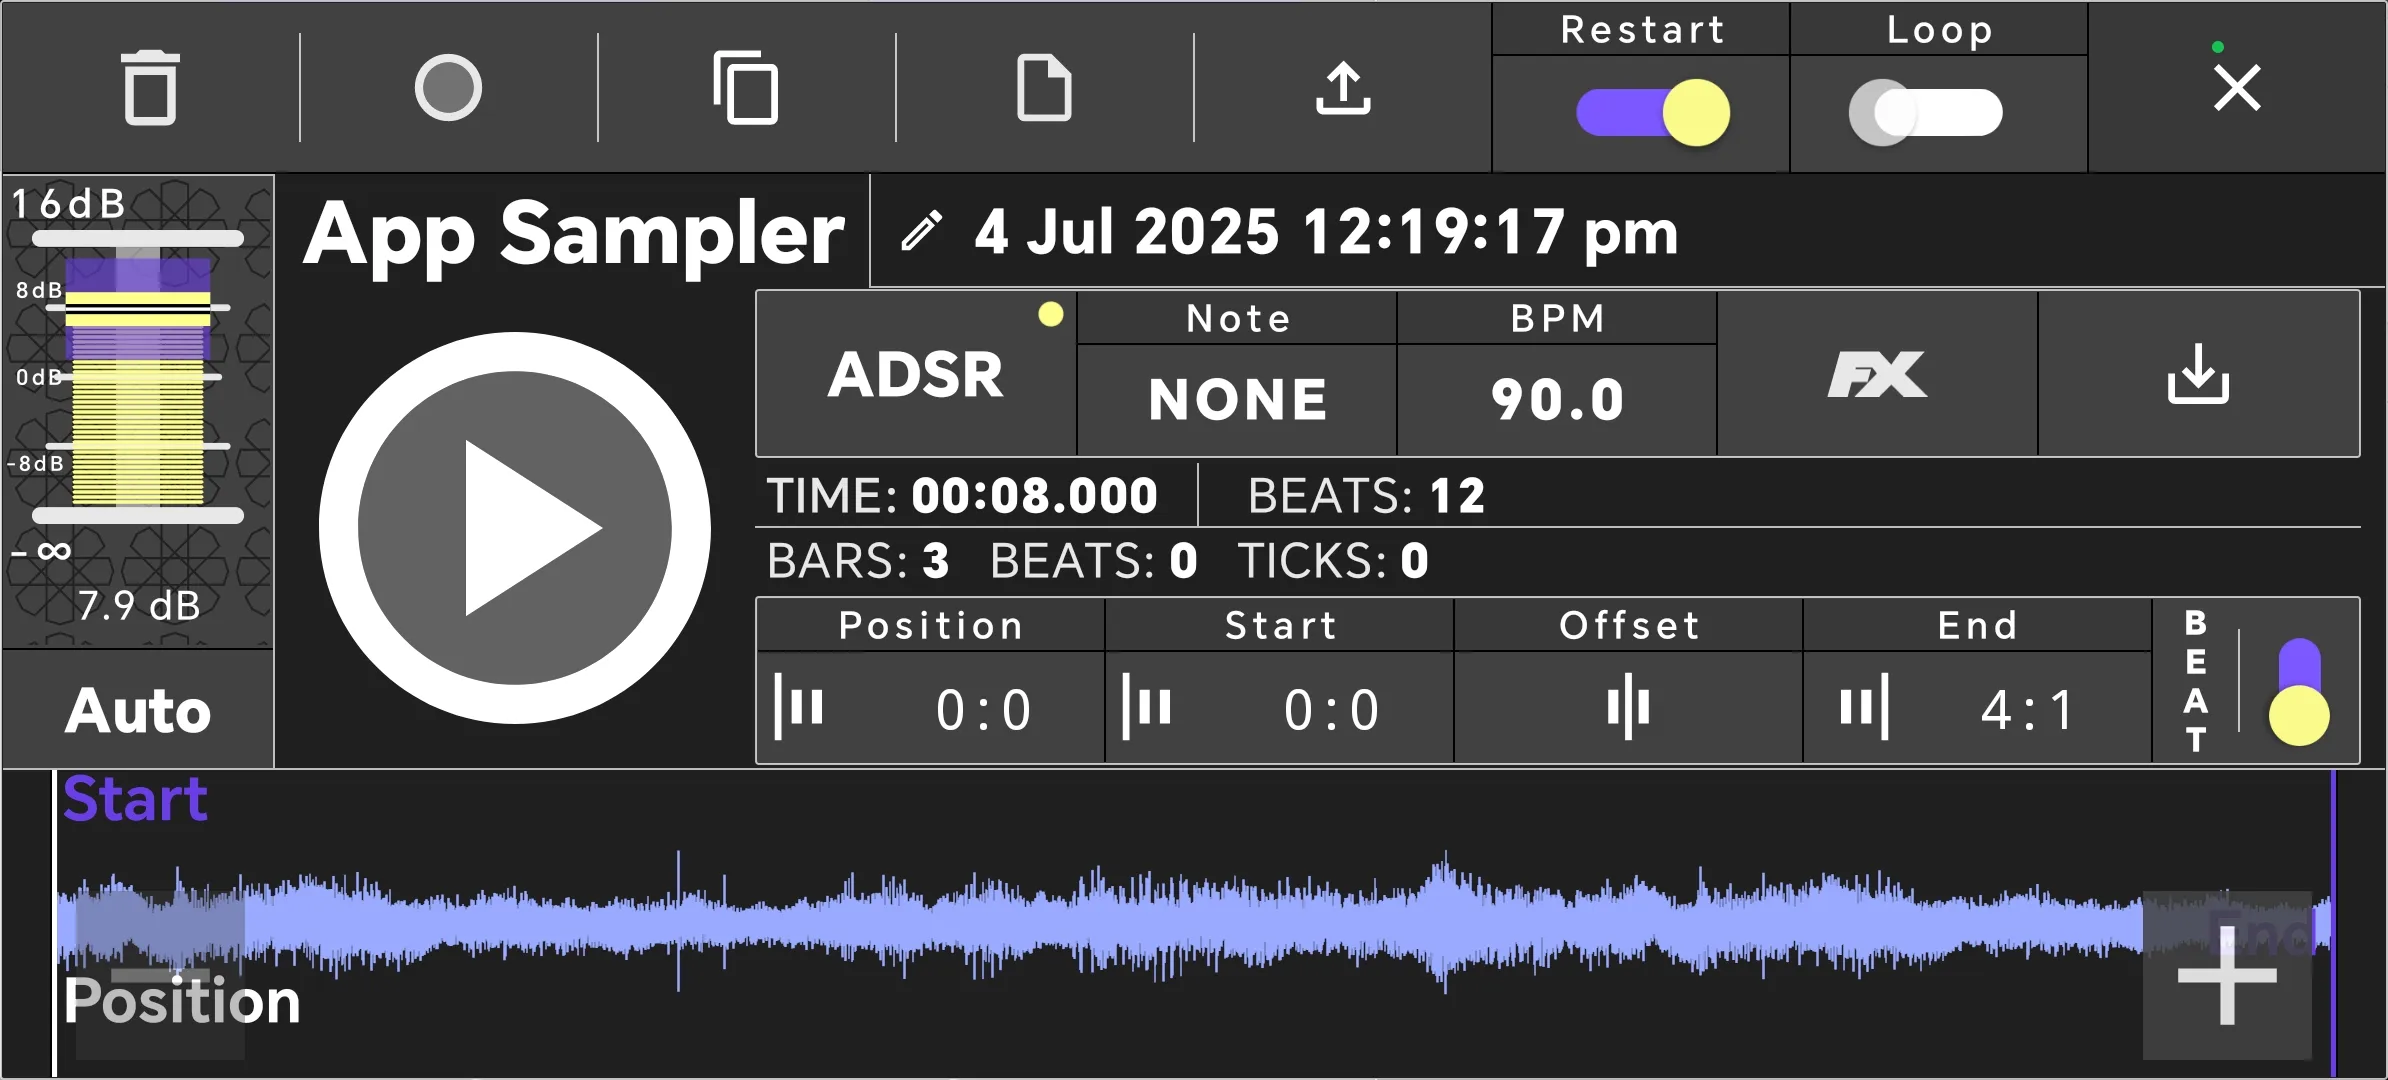 Restart
Loop
16dB
8dB
0dB
-8dB
-∞
7.9 dB
Auto
App Sampler
4 Jul 2025 12:19:17 pm
ADSR
Note
NONE
BPM
90.0
FX
TIME: 00:08.000
BEATS: 12
BARS: 3 BEATS: 0 TICKS: 0
Position
0:0
Start
0:0
Offset
End
4:1
BEAT
Start
End
Position